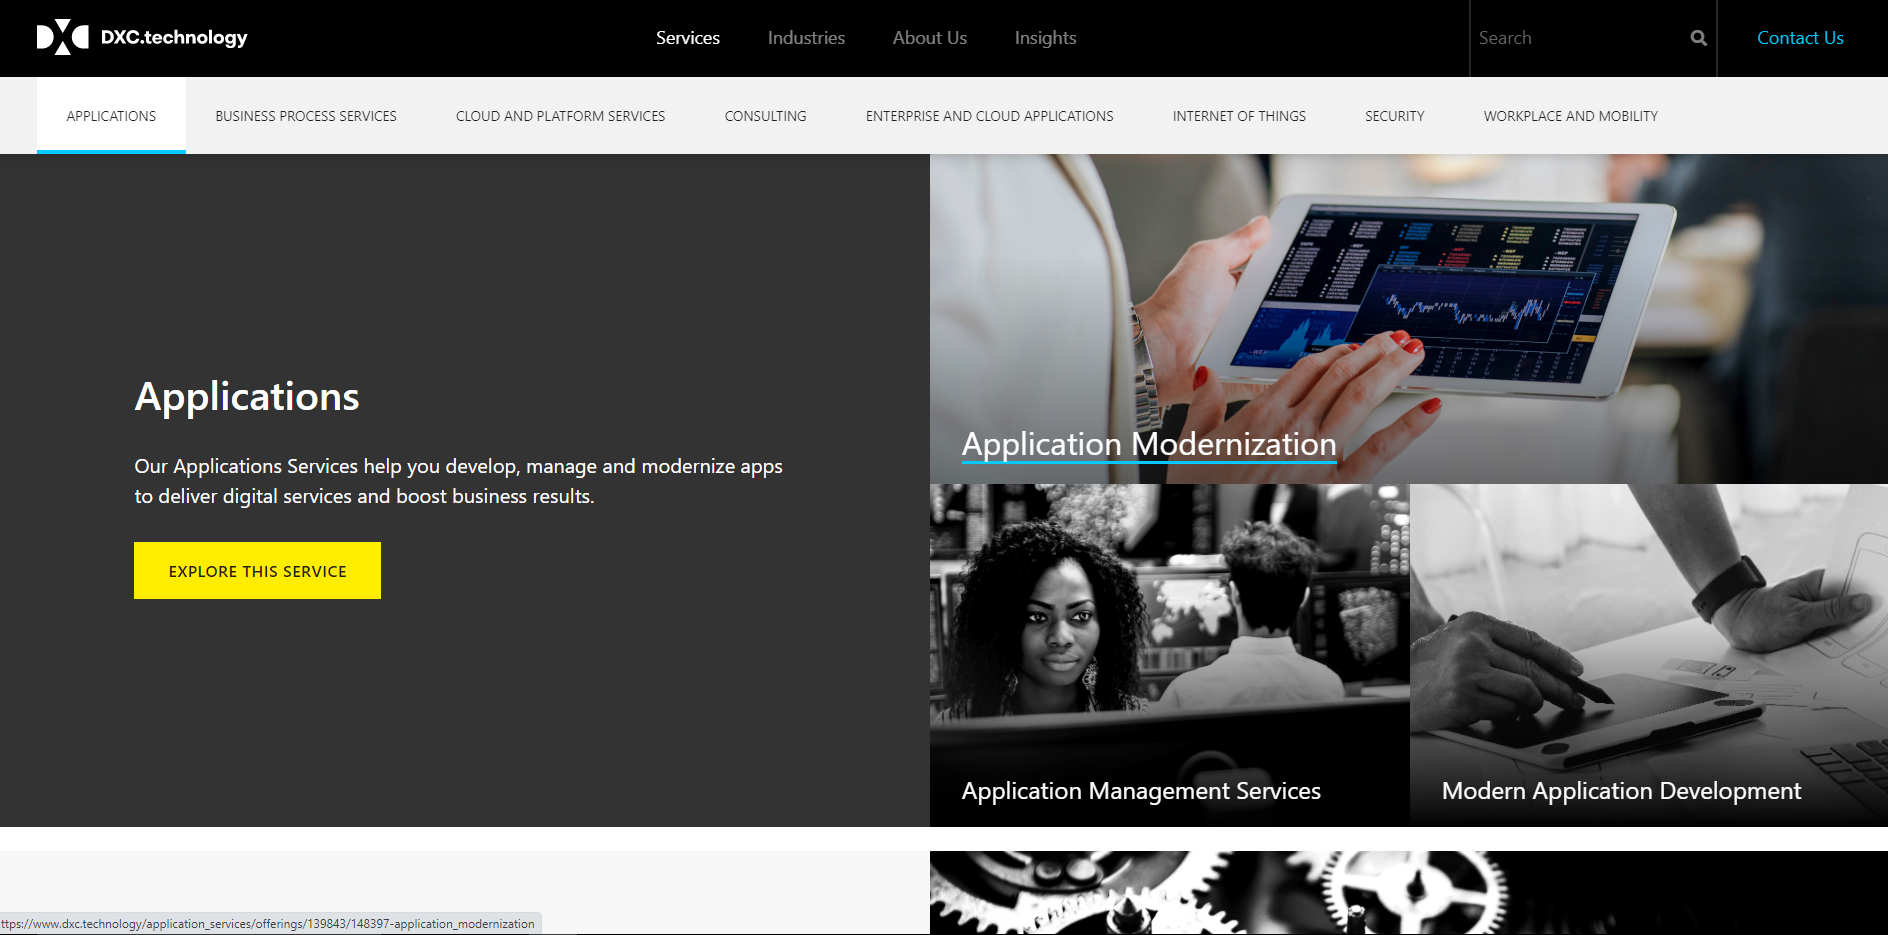 DXC.technology
Services
Industries
About Us
Insights
Search
Contact Us
APPLICATIONS
BUSINESS PROCESS SERVICES
CLOUD AND PLATFORM SERVICES
CONSULTING
ENTERPRISE AND CLOUD APPLICATIONS
INTERNET OF THINGS
SECURITY
WORKPLACE AND MOBILITY
Applications
Our Applications Services help you develop, manage and modernize apps
to deliver digital services and boost business results.
EXPLORE THIS SERVICE
Application Modernization
Application Management Services
Modern Application Development
ttps://www.dxc.technology/application_services/offerings/139843/148397-application_modernization